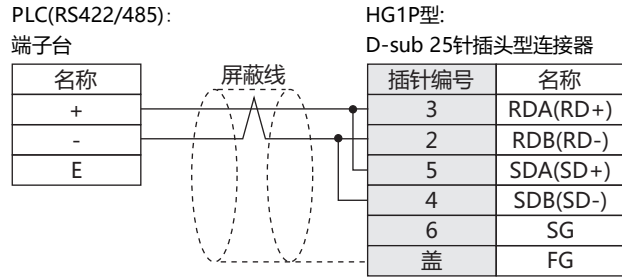 PLC(RS422/485):
端子台
名称
+
-
E
屏蔽线
HG1P型:
D-sub 25针插头型连接器
插针编号 名称
3 RDA(RD+)
2 RDB(RD-)
5 SDA(SD+)
4 SDB(SD-)
6 SG
盖 FG